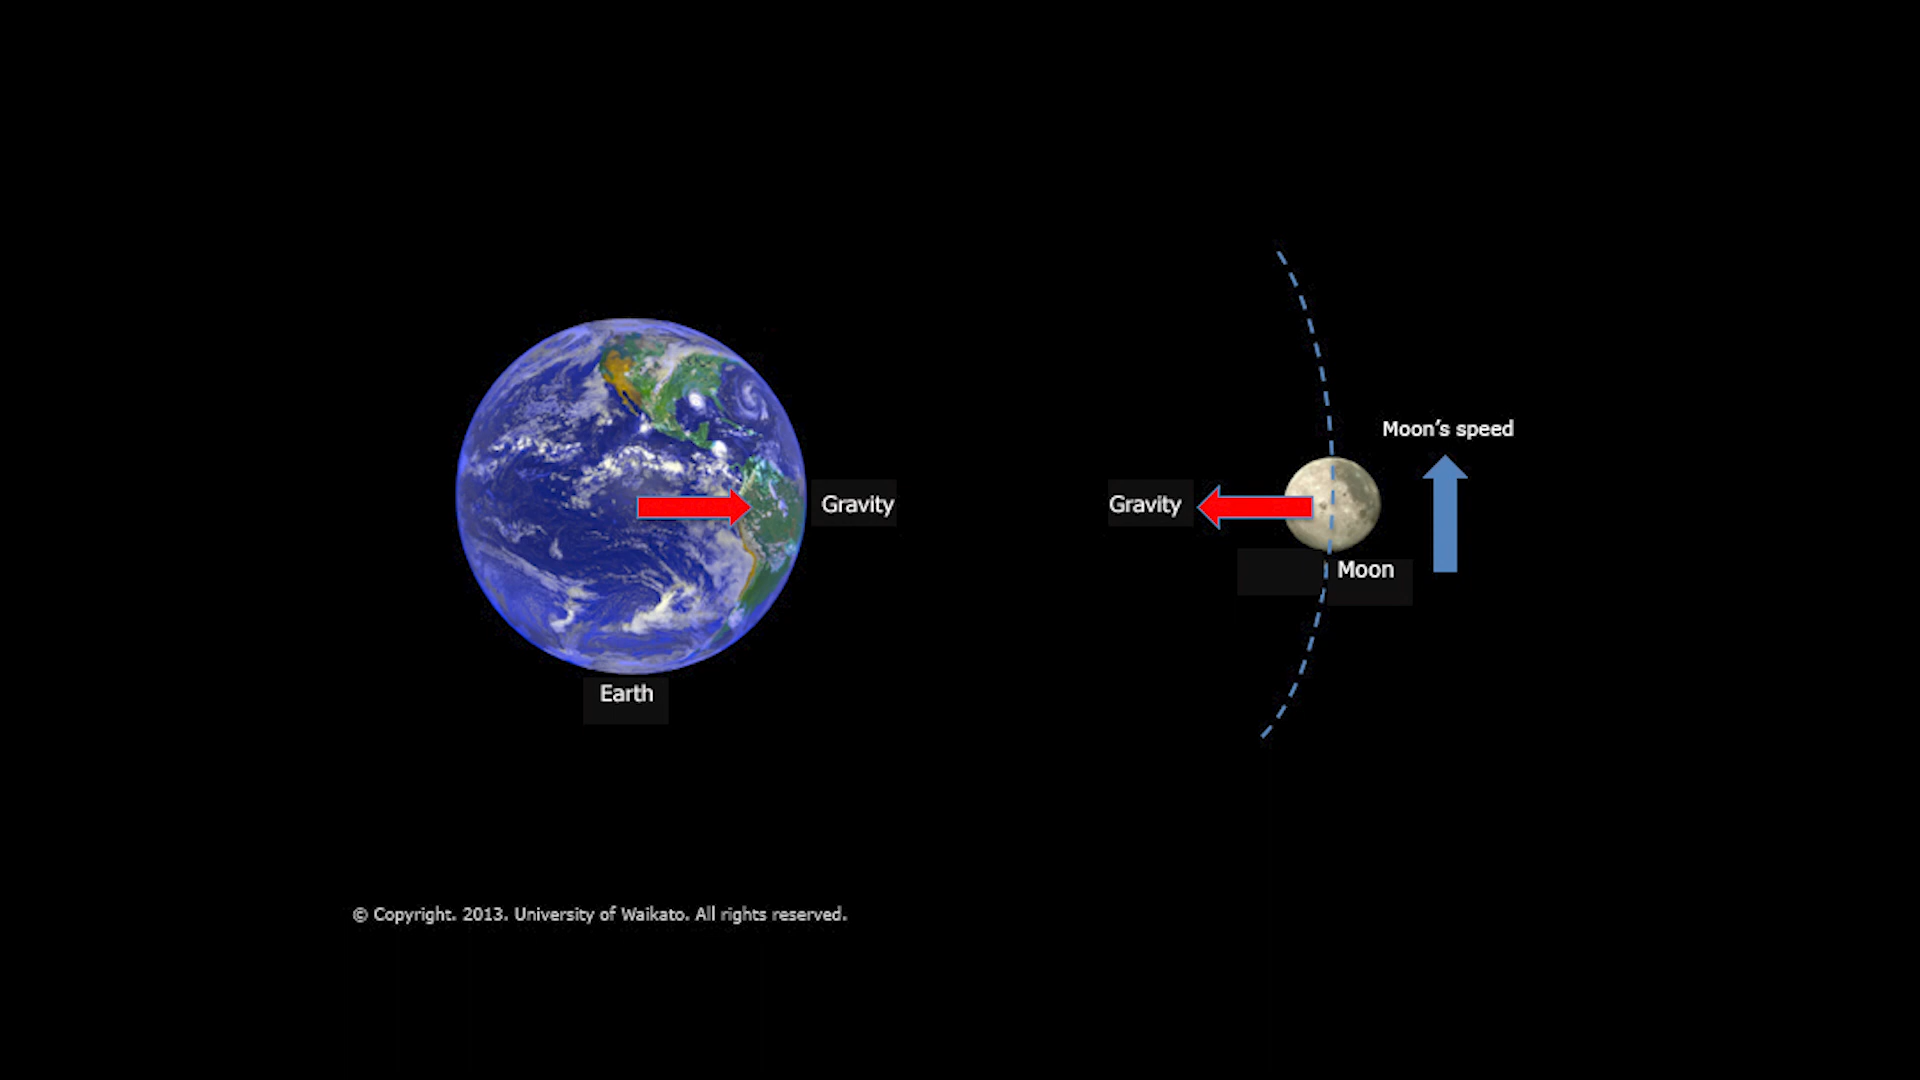 Moon's speed
Gravity
Gravity
Moon
Earth
© Copyright. 2013. University of Waikato. All rights reserved.